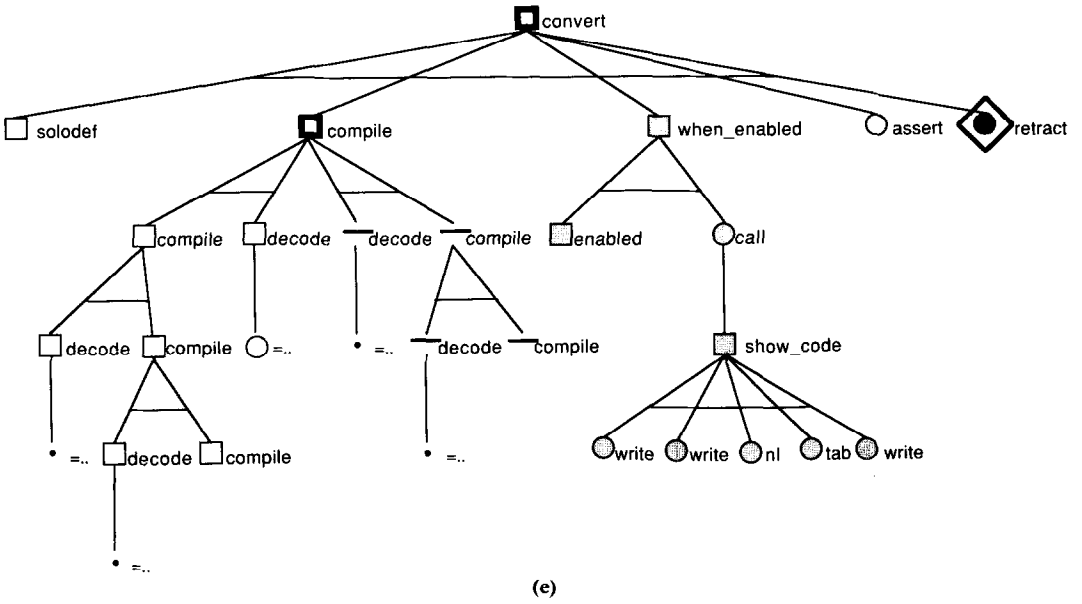 convert
solodef compile when_enabled assert retract
compile decode decode compile enabled call
decode compile =.. =.. decode compile show_code
=.. decode compile =.. write write nl tab write
=..
(e)